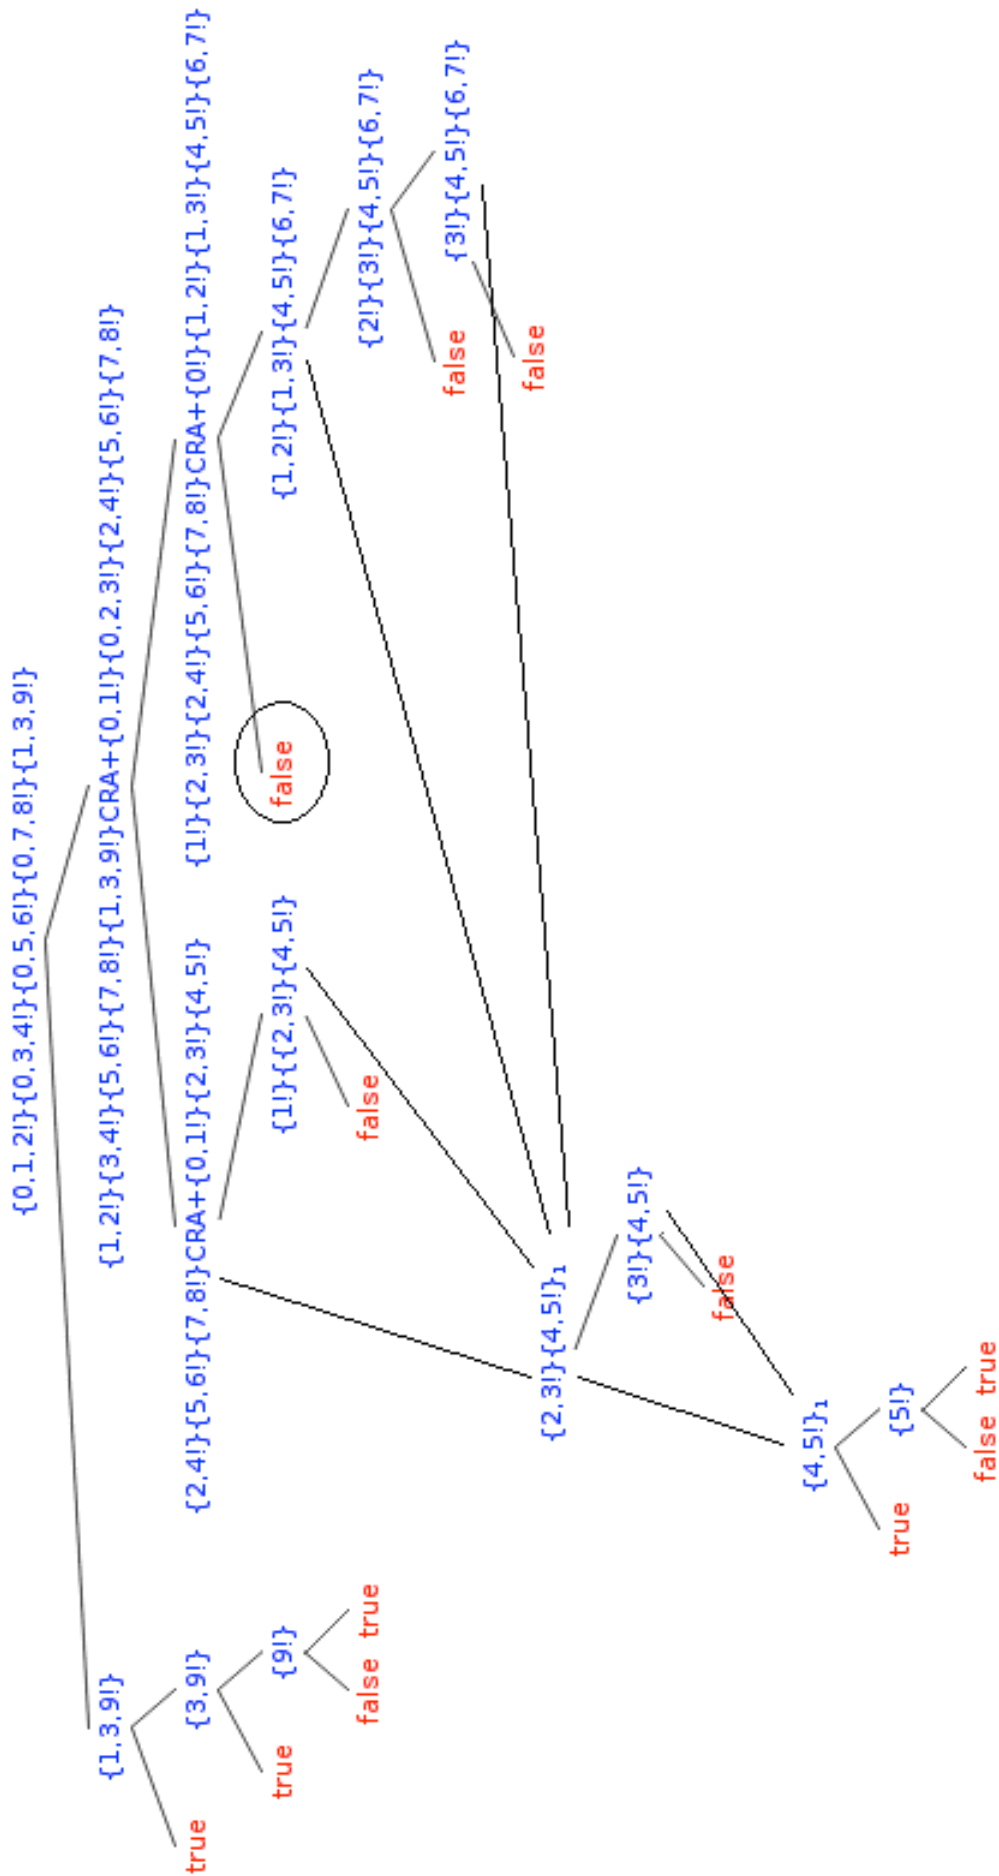 {0,1,2!}{0,3,4!}{0,5,6!}{0,7,8!}{1,3,9!}
{1,3,9!}
{1,2!}{3,4!}{5,6!}{7,8!}{1,3,9!}CRA+{0,1!}{0,2,3!}{2,4!}{5,6!}{7,8!}
true
{3,9!}
{2,4!}{5,6!}{7,8!}CRA+{0,1!}{2,3!}{4,5!}
{1!}{2,3!}{2,4!}{5,6!}{7,8!}CRA+{0!}{1,2!}{1,3!}{4,5!}{6,7!}
true
{9!}
{1!}{{2,3!}{4,5!}
false
{1,2!}{1,3!}{4,5!}{6,7!}
false true
false
{2!}{3!}{4,5!}{6,7!}
false
{3!}{4,5!}{6,7!}
false
{2,3!}{4,5!}₁
{3!}{4,5!}
false
{4,5!}₁
true
{5!}
false true